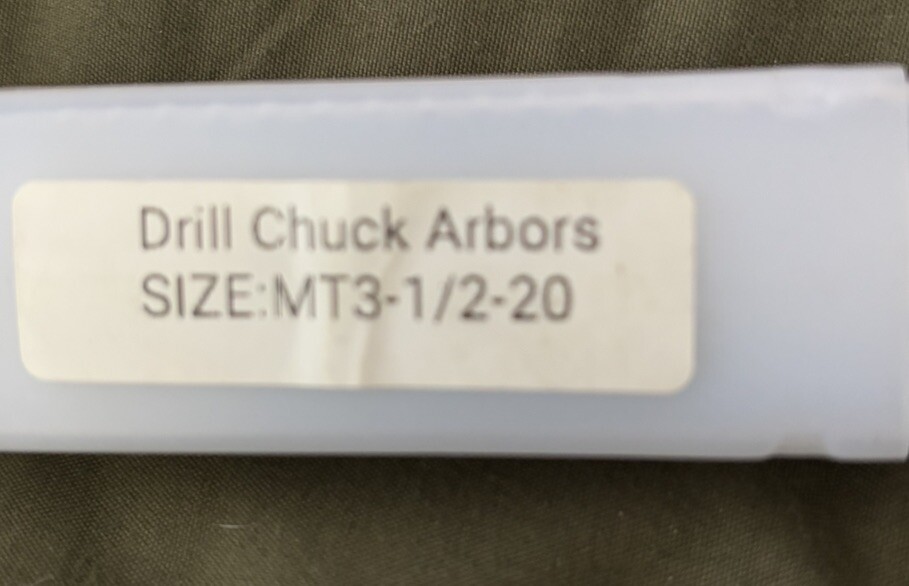 Drill Chuck Arbors
SIZE:MT3-1/2-20